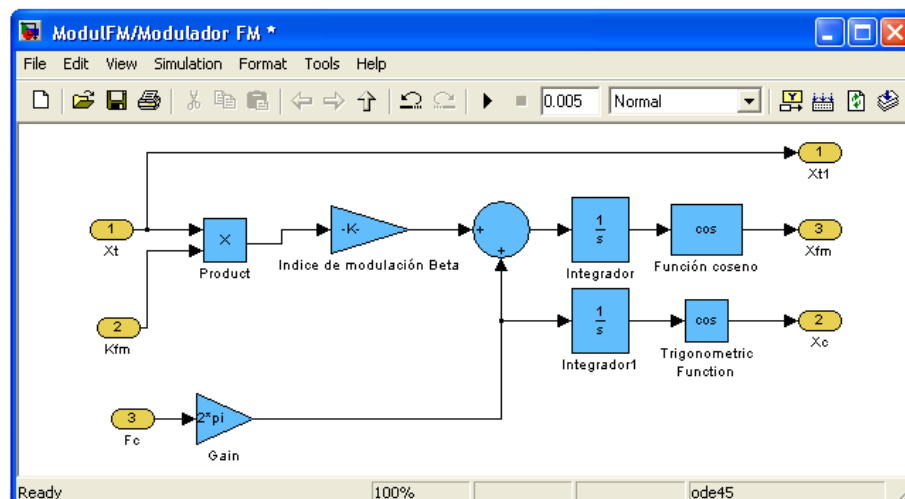 ModulFM/Modulador FM *
File Edit View Simulation Format Tools Help
0.005 Normal
1
Xt1
1
Xt
X
Product
-K-
Indice de modulación Beta
+
+
1
s
Integrador
cos
Función coseno
3
Xfm
2
Kfm
1
s
Integrador1
cos
Trigonometric
Function
2
Xc
3
Fc
2*pi
Gain
Ready 100% ode45